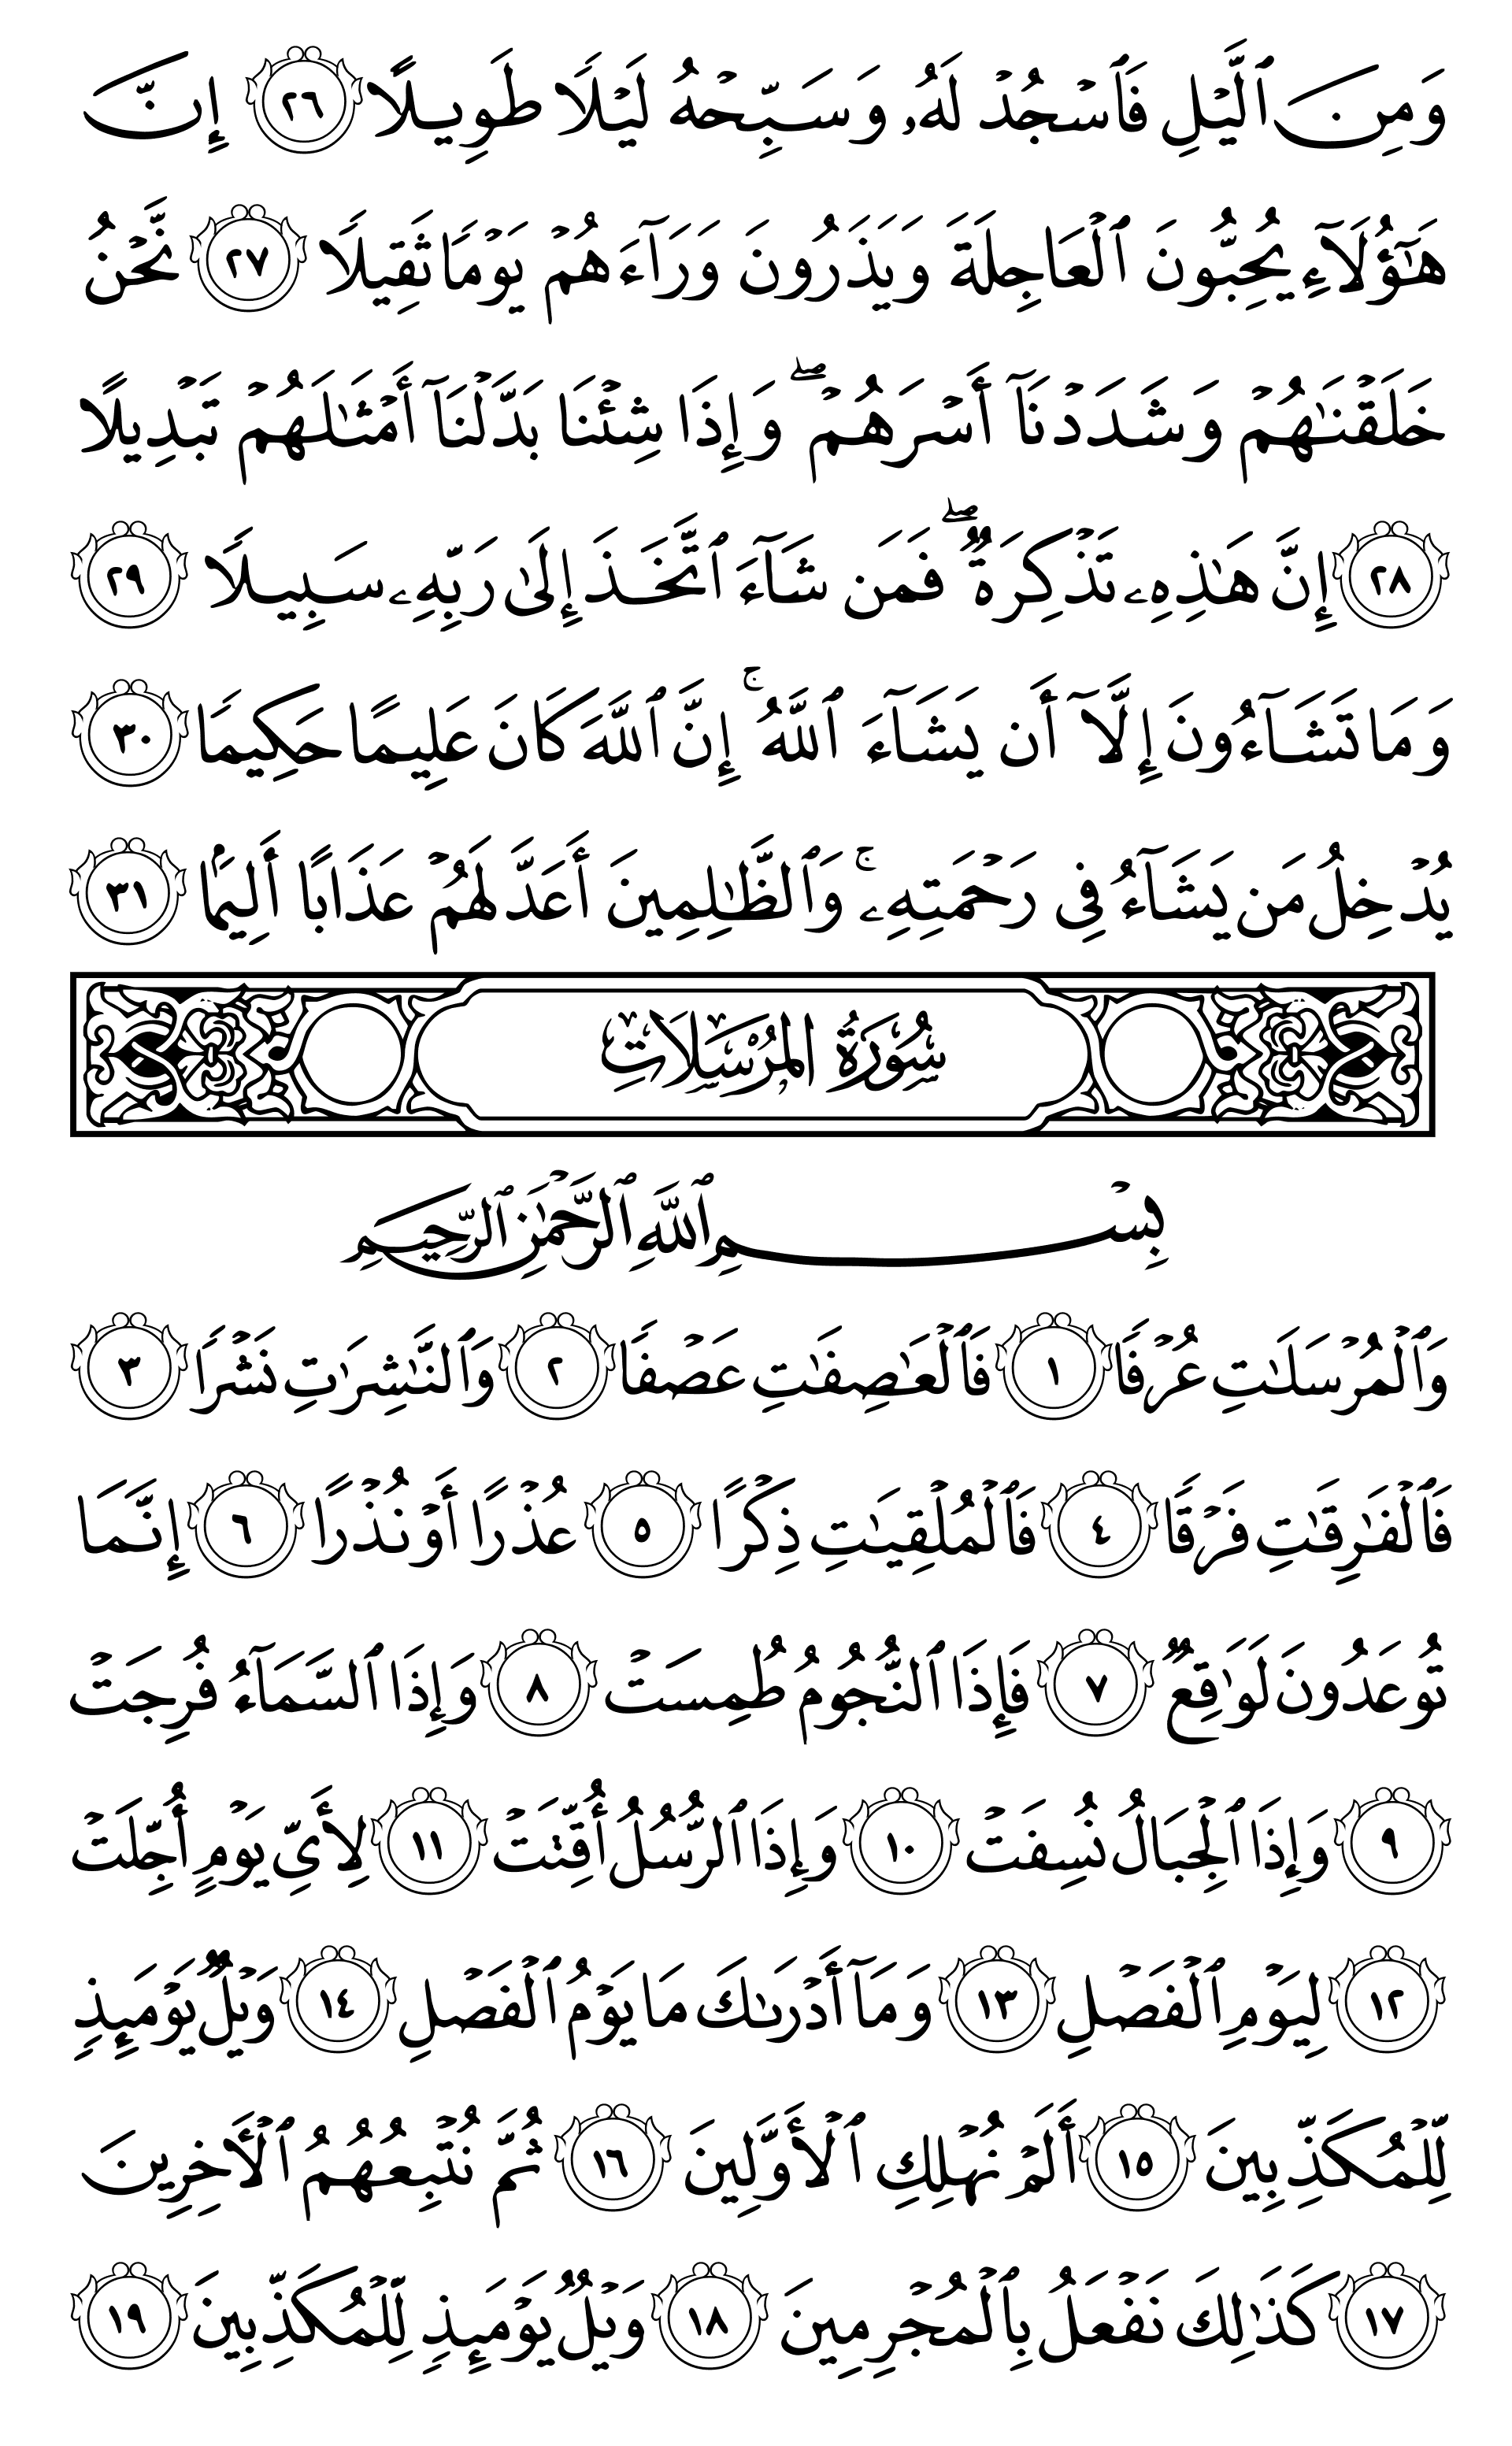 وَمِنَ ٱلَّيۡلِ فَٱسۡجُدۡ لَهُۥ وَسَبِّحۡهُ لَيۡلٗا طَوِيلًا ٢٦ إِنَّ
هَٰٓؤُلَآءِ يُحِبُّونَ ٱلۡعَاجِلَةَ وَيَذَرُونَ وَرَآءَهُمۡ يَوۡمٗا ثَقِيلٗا ٢٧ نَّحۡنُ
خَلَقۡنَٰهُمۡ وَشَدَدۡنَآ أَسۡرَهُمۡۖ وَإِذَا شِئۡنَا بَدَّلۡنَآ أَمۡثَٰلَهُمۡ تَبۡدِيلًا
٢٨ إِنَّ هَٰذِهِۦ تَذۡكِرَةٞۖ فَمَن شَآءَ ٱتَّخَذَ إِلَىٰ رَبِّهِۦ سَبِيلٗا ٢٩
وَمَا تَشَآءُونَ إِلَّآ أَن يَشَآءَ ٱللَّهُۚ إِنَّ ٱللَّهَ كَانَ عَلِيمًا حَكِيمٗا ٣٠
يُدۡخِلُ مَن يَشَآءُ فِي رَحۡمَتِهِۦۚ وَٱلظَّٰلِمِينَ أَعَدَّ لَهُمۡ عَذَابًا أَلِيمَۢا ٣١
سُورَةُ المُرۡسَلَاتِ
بِسۡمِ ٱللَّهِ ٱلرَّحۡمَٰنِ ٱلرَّحِيمِ
وَٱلۡمُرۡسَلَٰتِ عُرۡفٗا ١ فَٱلۡعَٰصِفَٰتِ عَصۡفٗا ٢ وَٱلنَّٰشِرَٰتِ نَشۡرٗا ٣
فَٱلۡفَٰرِقَٰتِ فَرۡقٗا ٤ فَٱلۡمُلۡقِيَٰتِ ذِكۡرًا ٥ عُذۡرًا أَوۡ نُذۡرًا ٦ إِنَّمَا
تُوعَدُونَ لَوَٰقِعٞ ٧ فَإِذَا ٱلنُّجُومُ طُمِسَتۡ ٨ وَإِذَا ٱلسَّمَآءُ فُرِجَتۡ
٩ وَإِذَا ٱلۡجِبَالُ نُسِفَتۡ ١٠ وَإِذَا ٱلرُّسُلُ أُقِّتَتۡ ١١ لِأَيِّ يَوۡمٍ أُجِّلَتۡ
١٢ لِيَوۡمِ ٱلۡفَصۡلِ ١٣ وَمَآ أَدۡرَىٰكَ مَا يَوۡمُ ٱلۡفَصۡلِ ١٤ وَيۡلٞ يَوۡمَئِذٖ
لِّلۡمُكَذِّبِينَ ١٥ أَلَمۡ نُهۡلِكِ ٱلۡأَوَّلِينَ ١٦ ثُمَّ نُتۡبِعُهُمُ ٱلۡأٓخِرِينَ
١٧ كَذَٰلِكَ نَفۡعَلُ بِٱلۡمُجۡرِمِينَ ١٨ وَيۡلٞ يَوۡمَئِذٖ لِّلۡمُكَذِّبِينَ ١٩